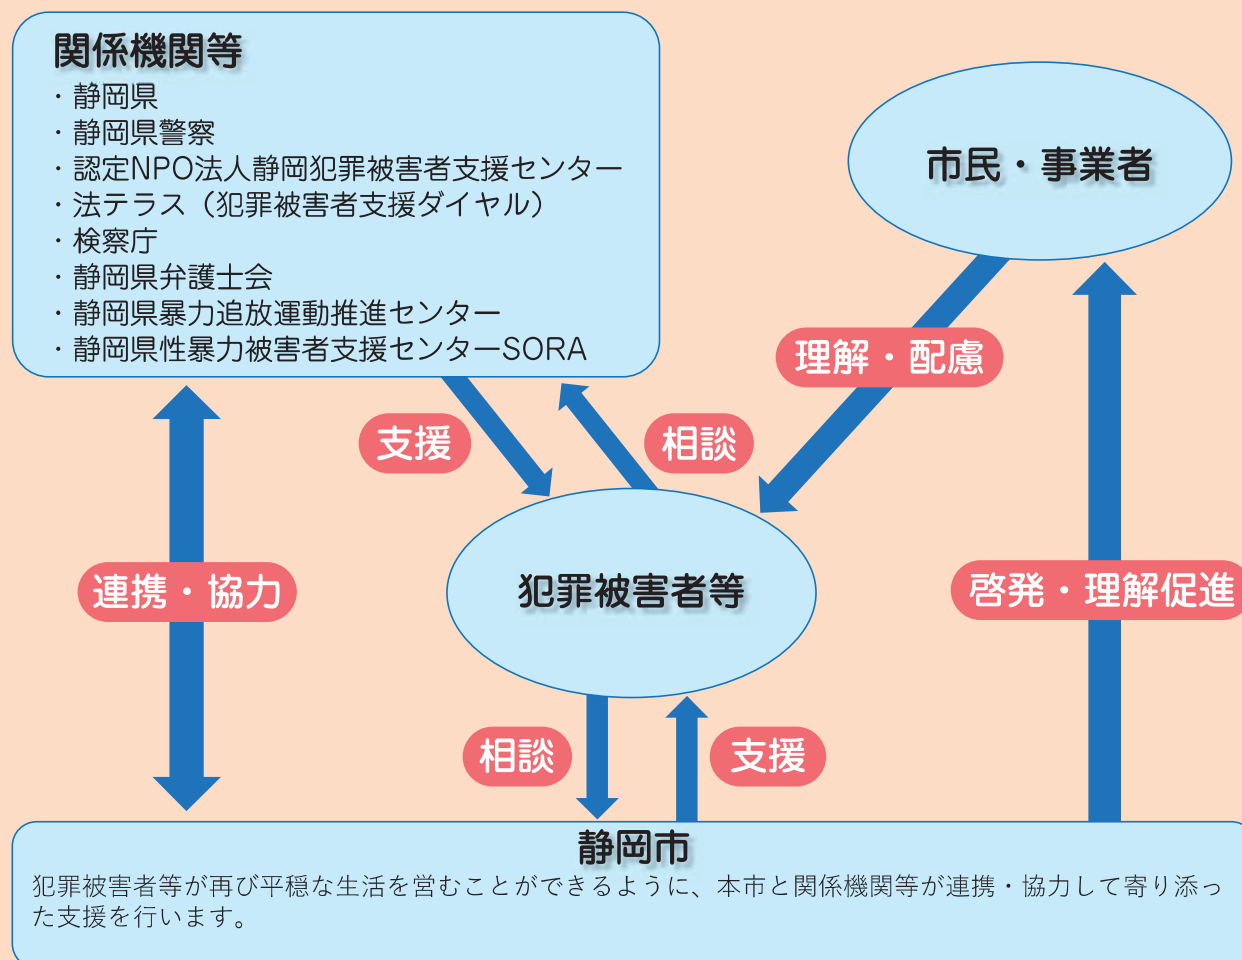 関係機関等
・静岡県
・静岡県警察
・認定NPO法人静岡犯罪被害者支援センター
・法テラス（犯罪被害者支援ダイヤル）
・検察庁
・静岡県弁護士会
・静岡県暴力追放運動推進センター
・静岡県性暴力被害者支援センターSORA
市民・事業者
理解・配慮
支援
相談
連携・協力
犯罪被害者等
啓発・理解促進
相談
支援
静岡市
犯罪被害者等が再び平穏な生活を営むことができるように、本市と関係機関等が連携・協力して寄り添っ
た支援を行います。